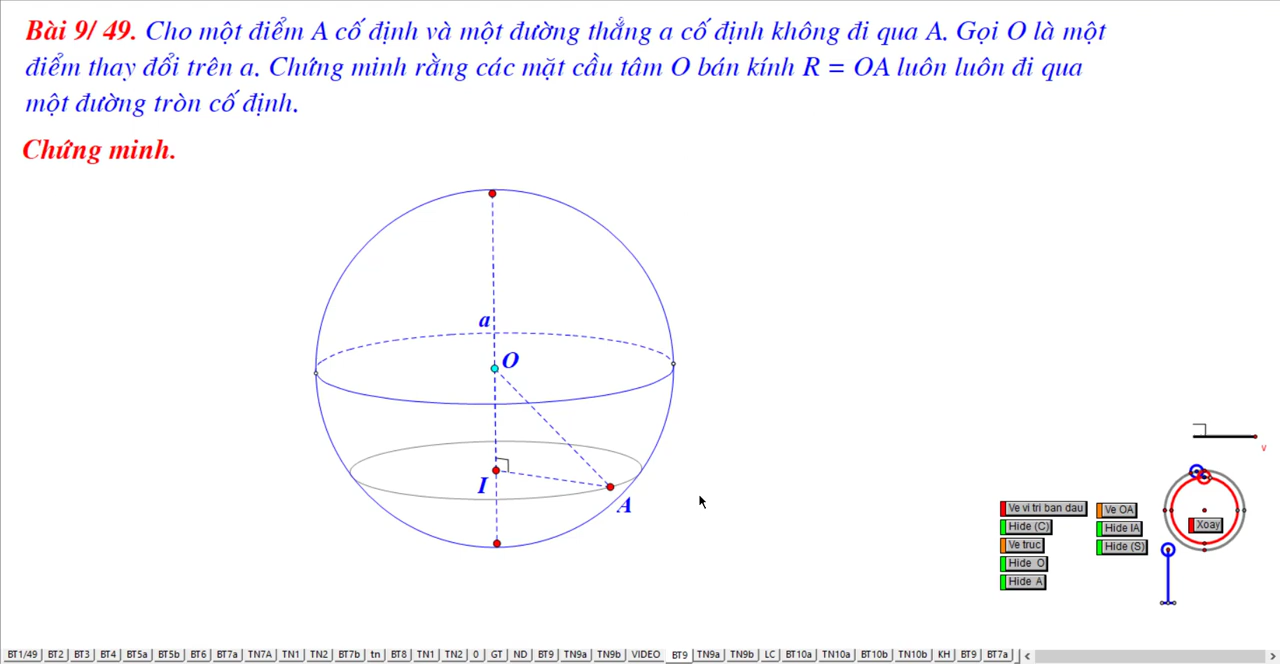 Bài 9/ 49. Cho một điểm A cố định và một đường thẳng a cố định không đi qua A. Gọi O là một
điểm thay đổi trên a. Chứng minh rằng các mặt cầu tâm O bán kính R = OA luôn luôn đi qua
một đường tròn cố định.
Chứng minh.
a
O
I
A
v
Ve vi tri ban dau
Ve OA
Hide (C)
Hide IA
Xoay
Ve truc
Hide (S)
Hide O
Hide A
BT1/49 BT2 BT3 BT4 BT5a BT5b BT6 BT7a TN7A TN1 TN2 BT7b tn BT8 TN1 TN2 0 GT ND BT9 TN9a TN9b VIDEO BT9 TN9a TN9b LC BT10a TN10a BT10b TN10b KH BT9 BT7a